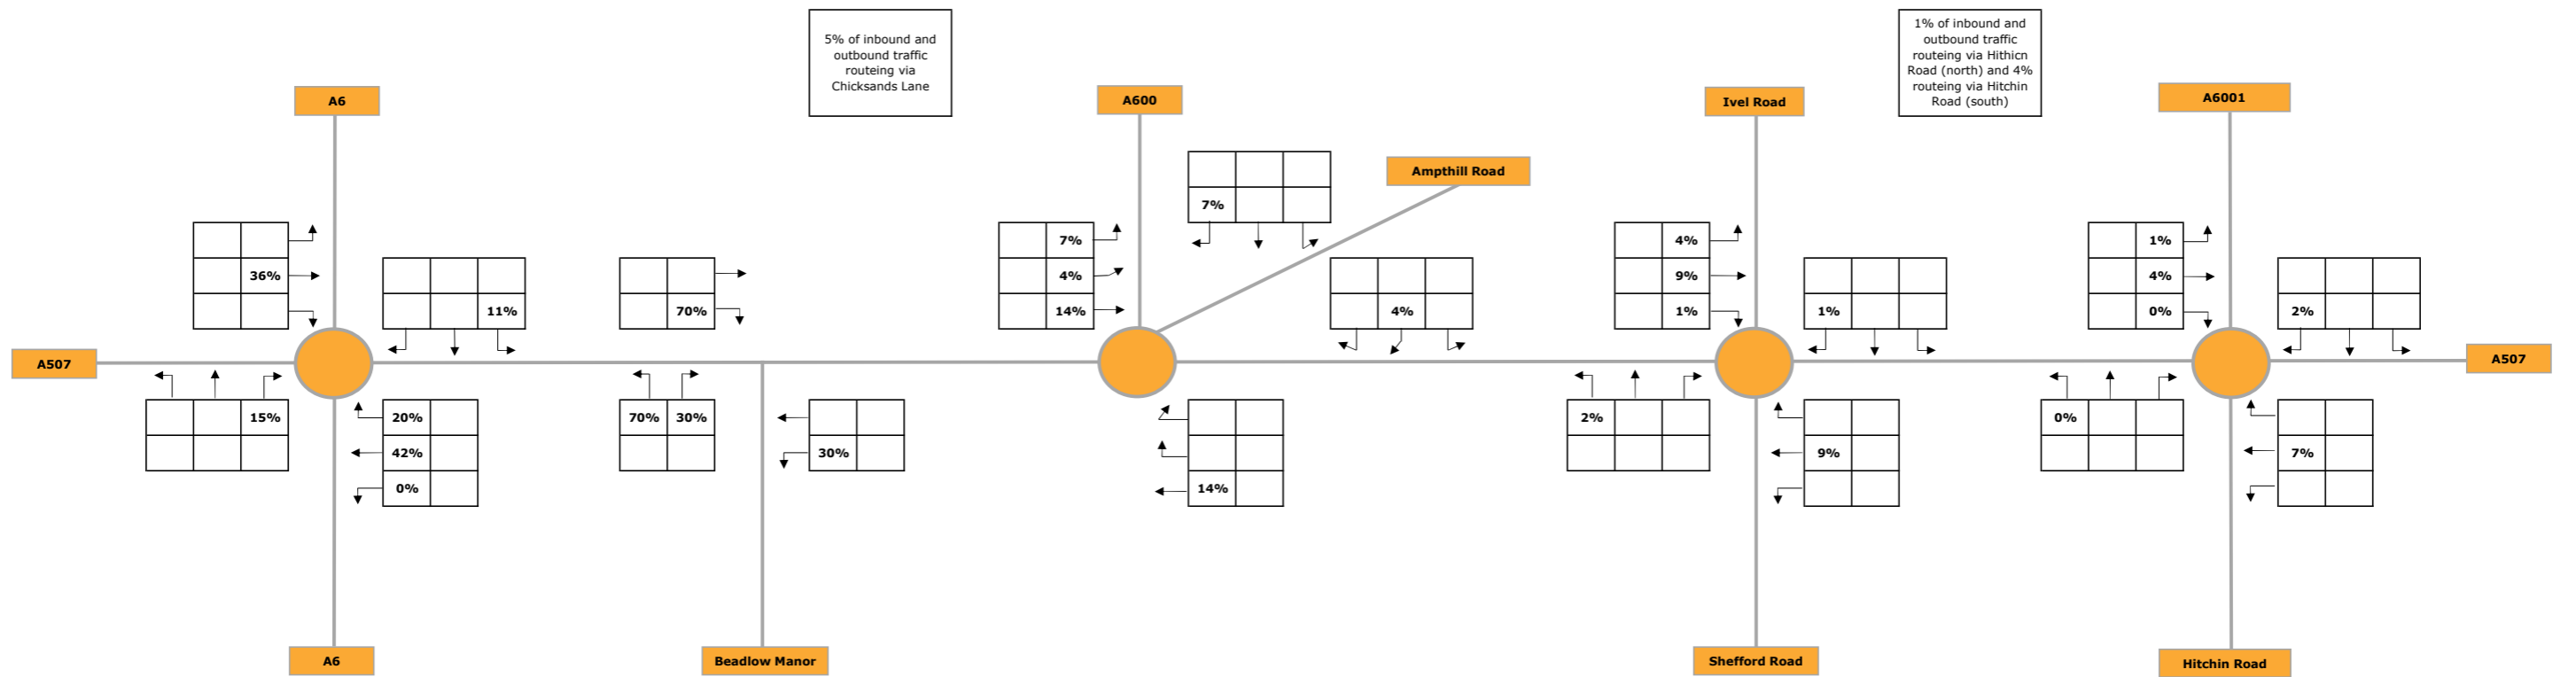 5% of inbound and
outbound traffic
routeing via
Chicksands Lane
1% of inbound and
outbound traffic
routeing via Hithicn
Road (north) and 4%
routeing via Hitchin
Road (south)
A6
A600
Ivel Road
A6001
Ampthill Road
7%
7%
4%
1%
36%
4%
9%
4%
11%
70%
14%
4%
1%
1%
0%
2%
A507
A507
15%
20%
70% 30%
2%
0%
42%
30%
9%
7%
0%
14%
A6
Beadlow Manor
Shefford Road
Hitchin Road